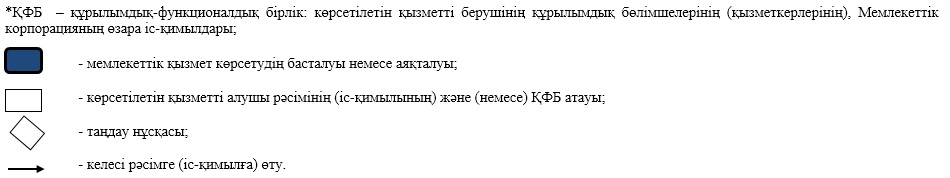 *ҚФБ – құрылымдық-функционалдық бірлік: көрсетілетін қызметті берушінің құрылымдық бөлімшелерінің (қызметкерлерінің), Мемлекеттік
корпорацияның өзара іс-қимылдары;
- мемлекеттік қызмет көрсетудің басталуы немесе аяқталуы;
- көрсетілетін қызметті алушы рәсімінің (іс-қимылының) және (немесе) ҚФБ атауы;
- таңдау нұсқасы;
- келесі рәсімге (іс-қимылға) өту.